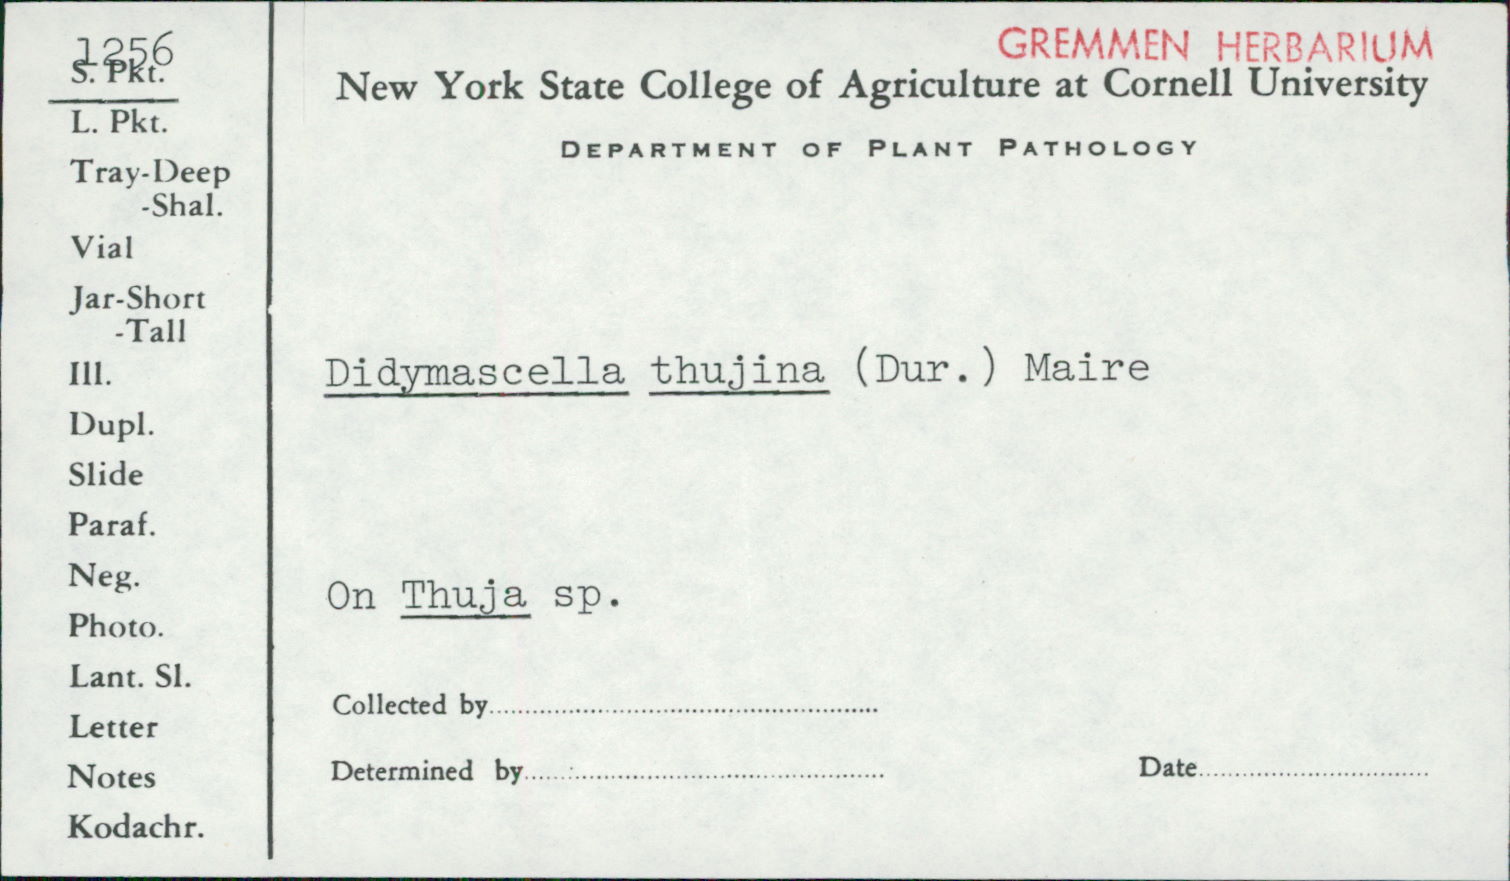 1256
S. Pkt.
L. Pkt.
Tray-Deep
-Shal.
Vial
Jar-Short
-Tall
Ill.
Dupl.
Slide
Paraf.
Neg.
Photo.
Lant. Sl.
Letter
Notes
Kodachr.
GREMMEN HERBARIUM
New York State College of Agriculture at Cornell University
DEPARTMENT OF PLANT PATHOLOGY
Didymascella thujina (Dur.) Maire
On Thuja sp.
Collected by
Determined by
Date